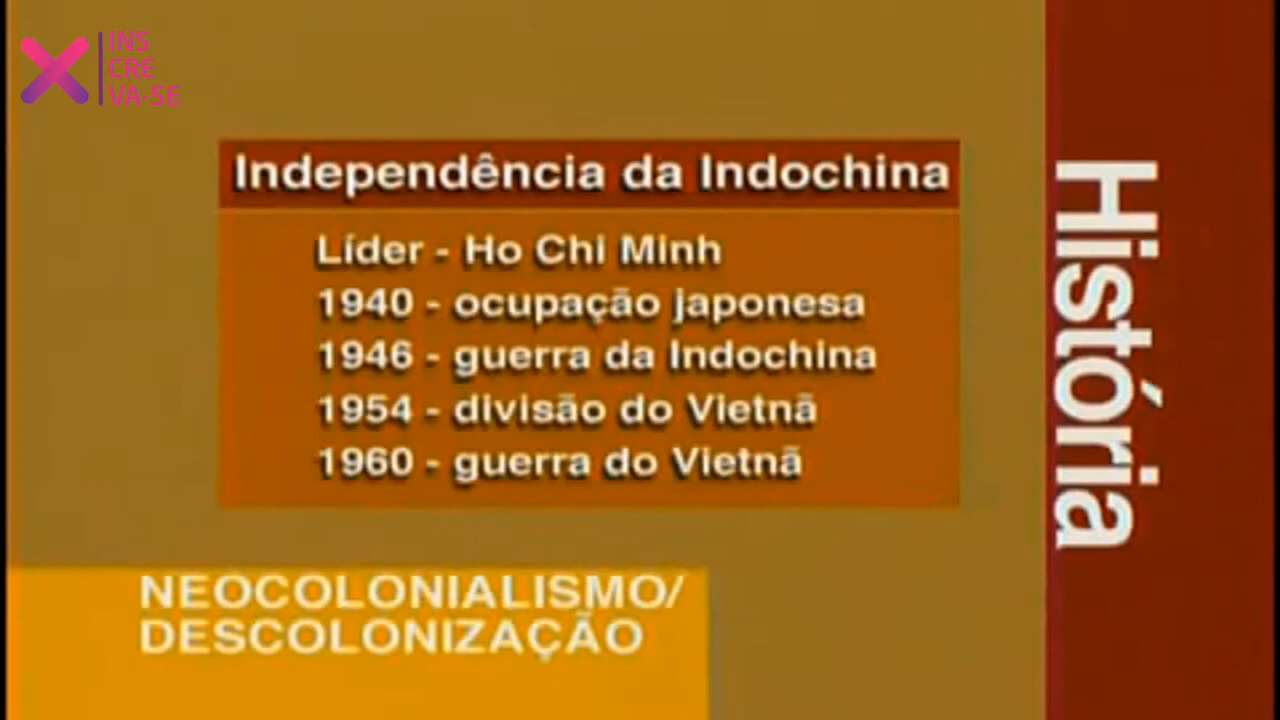 INS
CRE
VA-SE
Independência da Indochina
Líder - Ho Chi Minh
1940 - ocupação japonesa
1946 - guerra da Indochina
1954 - divisão do Vietnã
1960 - guerra do Vietnã
História
NEOCOLONIALISMO/
DESCOLONIZAÇÃO